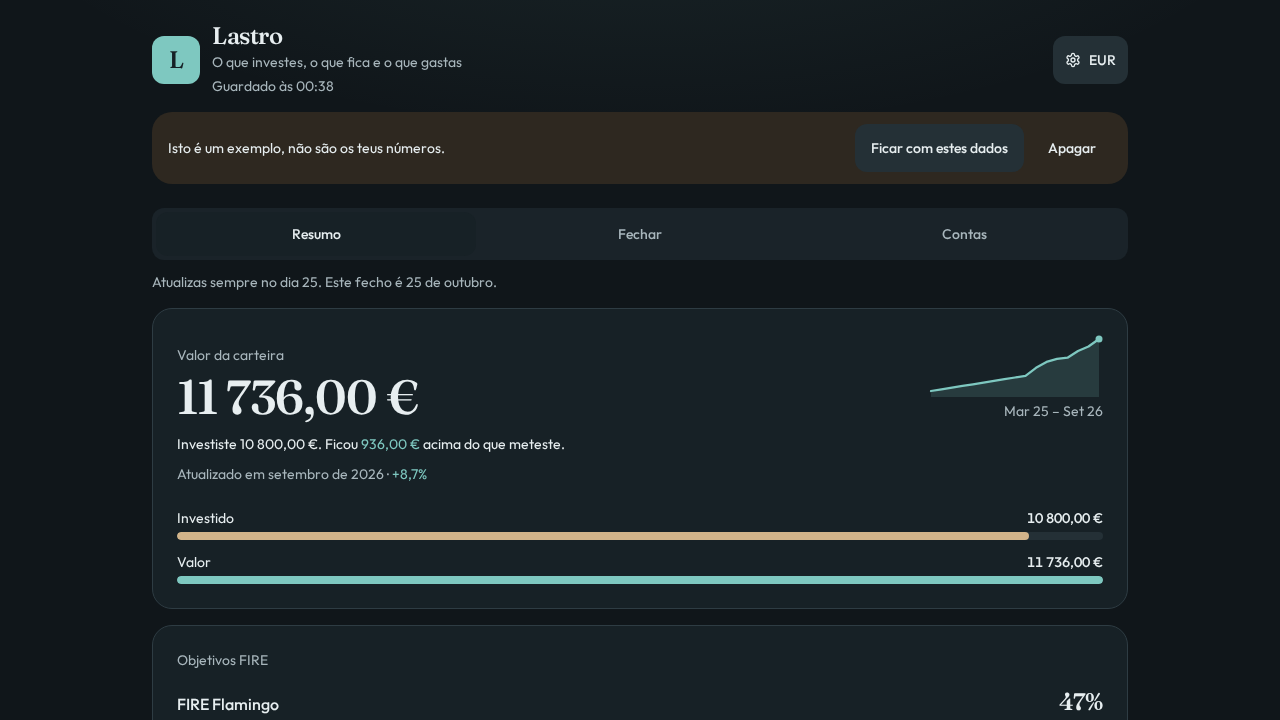 L
Lastro
O que investes, o que fica e o que gastas
Guardado às 00:38
EUR
Isto é um exemplo, não são os teus números.
Ficar com estes dados
Apagar
Resumo
Fechar
Contas
Atualizas sempre no dia 25. Este fecho é 25 de outubro.
Valor da carteira
11 736,00 €
Mar 25 – Set 26
Investiste 10 800,00 €. Ficou 936,00 € acima do que meteste.
Atualizado em setembro de 2026 · +8,7%
Investido
10 800,00 €
Valor
11 736,00 €
Objetivos FIRE
FIRE Flamingo
47%